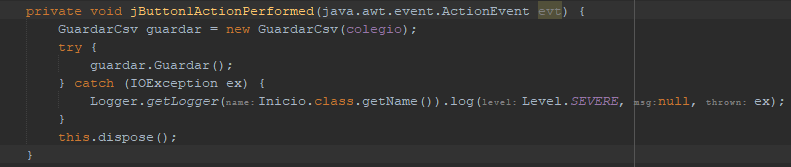 private void jButton1ActionPerformed(java.awt.event.ActionEvent evt) {
GuardarCsv guardar = new GuardarCsv(colegio);
try {
guardar.Guardar();
} catch (IOException ex) {
Logger.getLogger(name:Inicio.class.getName()).log(level:Level.SEVERE, msg:null, thrown:ex);
}
this.dispose();
}